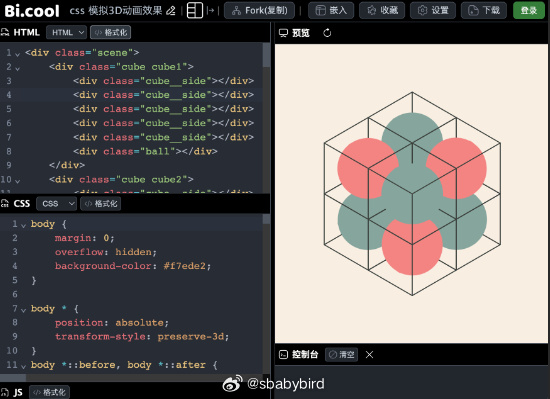 Bi.cool css 模拟3D动画效果 Fork(复制) 嵌入 收藏 设置 下载 登录
HTML HTML 格式化
1 <div class="scene">
2 <div class="cube cube1">
3 <div class="cube__side"></div>
4 <div class="cube__side"></div>
5 <div class="cube__side"></div>
6 <div class="cube__side"></div>
7 <div class="cube__side"></div>
8 <div class="ball"></div>
9 </div>
10 <div class="cube cube2">
11 <div class="cube__side"></div>
CSS CSS 格式化
1 body {
2 margin: 0;
3 overflow: hidden;
4 background-color: #f7ede2;
5 }
6
7 body * {
8 position: absolute;
9 transform-style: preserve-3d;
10 }
11 body *::before, body *::after {
JS 格式化
预览
控制台 清空
@sbabybird